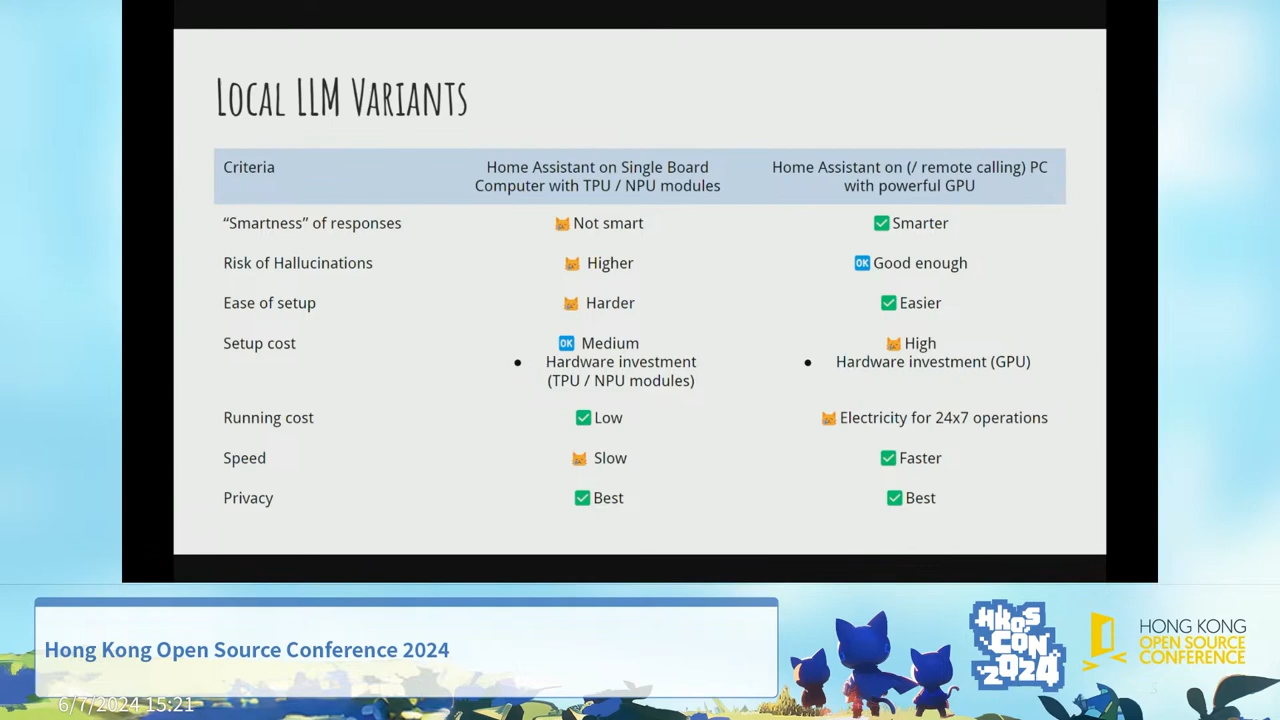 LOCAL LLM VARIANTS
Criteria
Home Assistant on Single Board
Computer with TPU / NPU modules
Home Assistant on (/ remote calling) PC
with powerful GPU
“Smartness” of responses
Not smart
Smarter
Risk of Hallucinations
Higher
OK Good enough
Ease of setup
Harder
Easier
Setup cost
OK Medium
• Hardware investment
(TPU / NPU modules)
High
• Hardware investment (GPU)
Running cost
Low
Electricity for 24x7 operations
Speed
Slow
Faster
Privacy
Best
Best
Hong Kong Open Source Conference 2024
6/7/2024 15:21
HKOS
CON
2024
HONG KONG
OPEN SOURCE
CONFERENCE